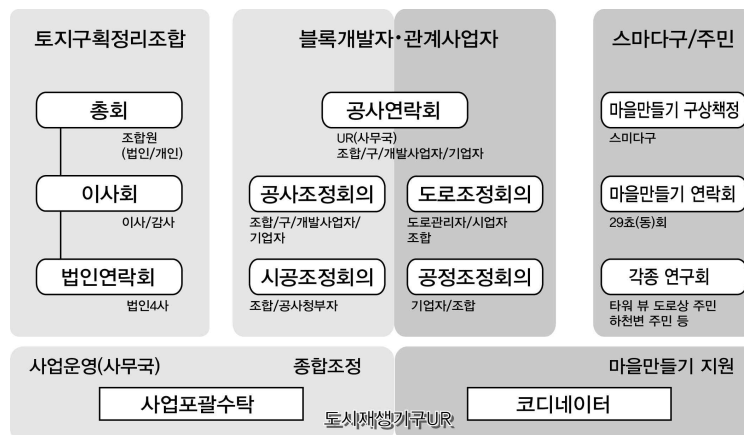 토지구획정리조합
총회
조합원
(법인/개인)
이사회
이사/감사
법인연락회
법인4사
블록개발자·관계사업자
공사연락회
UR(사무국)
조합/구/개발사업자/기업자
공사조정회의
조합/구/개발사업자/
기업자
도로조정회의
도로관리자/시업자
조합
시공조정회의
조합/공사청부자
공정조정회의
기업자/조합
스마다구/주민
마을만들기 구상책정
스미다구
마을만들기 연락회
29쵸(동)회
각종 연구회
타워 뷰 도로상 주민
하천변 주민 등
사업운영(사무국)
종합조정
마을만들기 지원
사업포괄수탁
코디네이터
도시재생기구UR